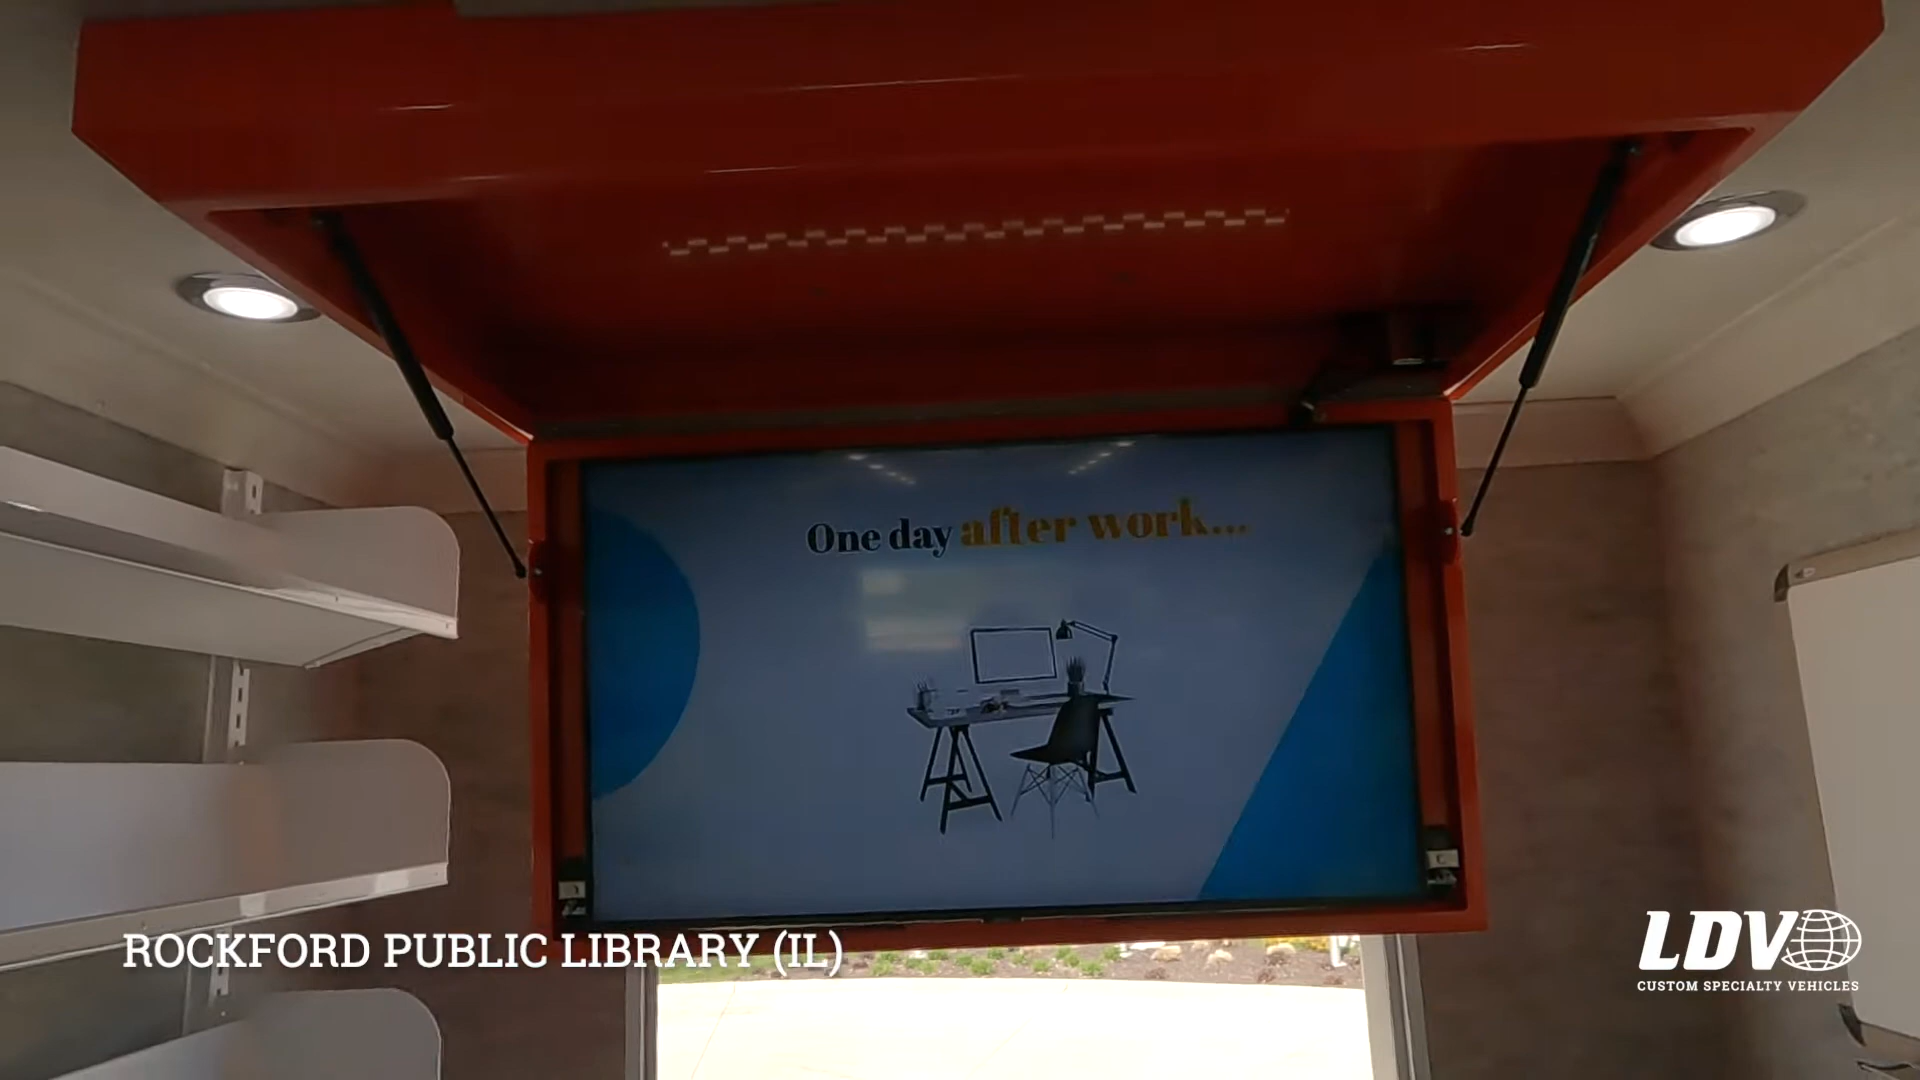 One day after work...
ROCKFORD PUBLIC LIBRARY (IL)
LDV
CUSTOM SPECIALTY VEHICLES